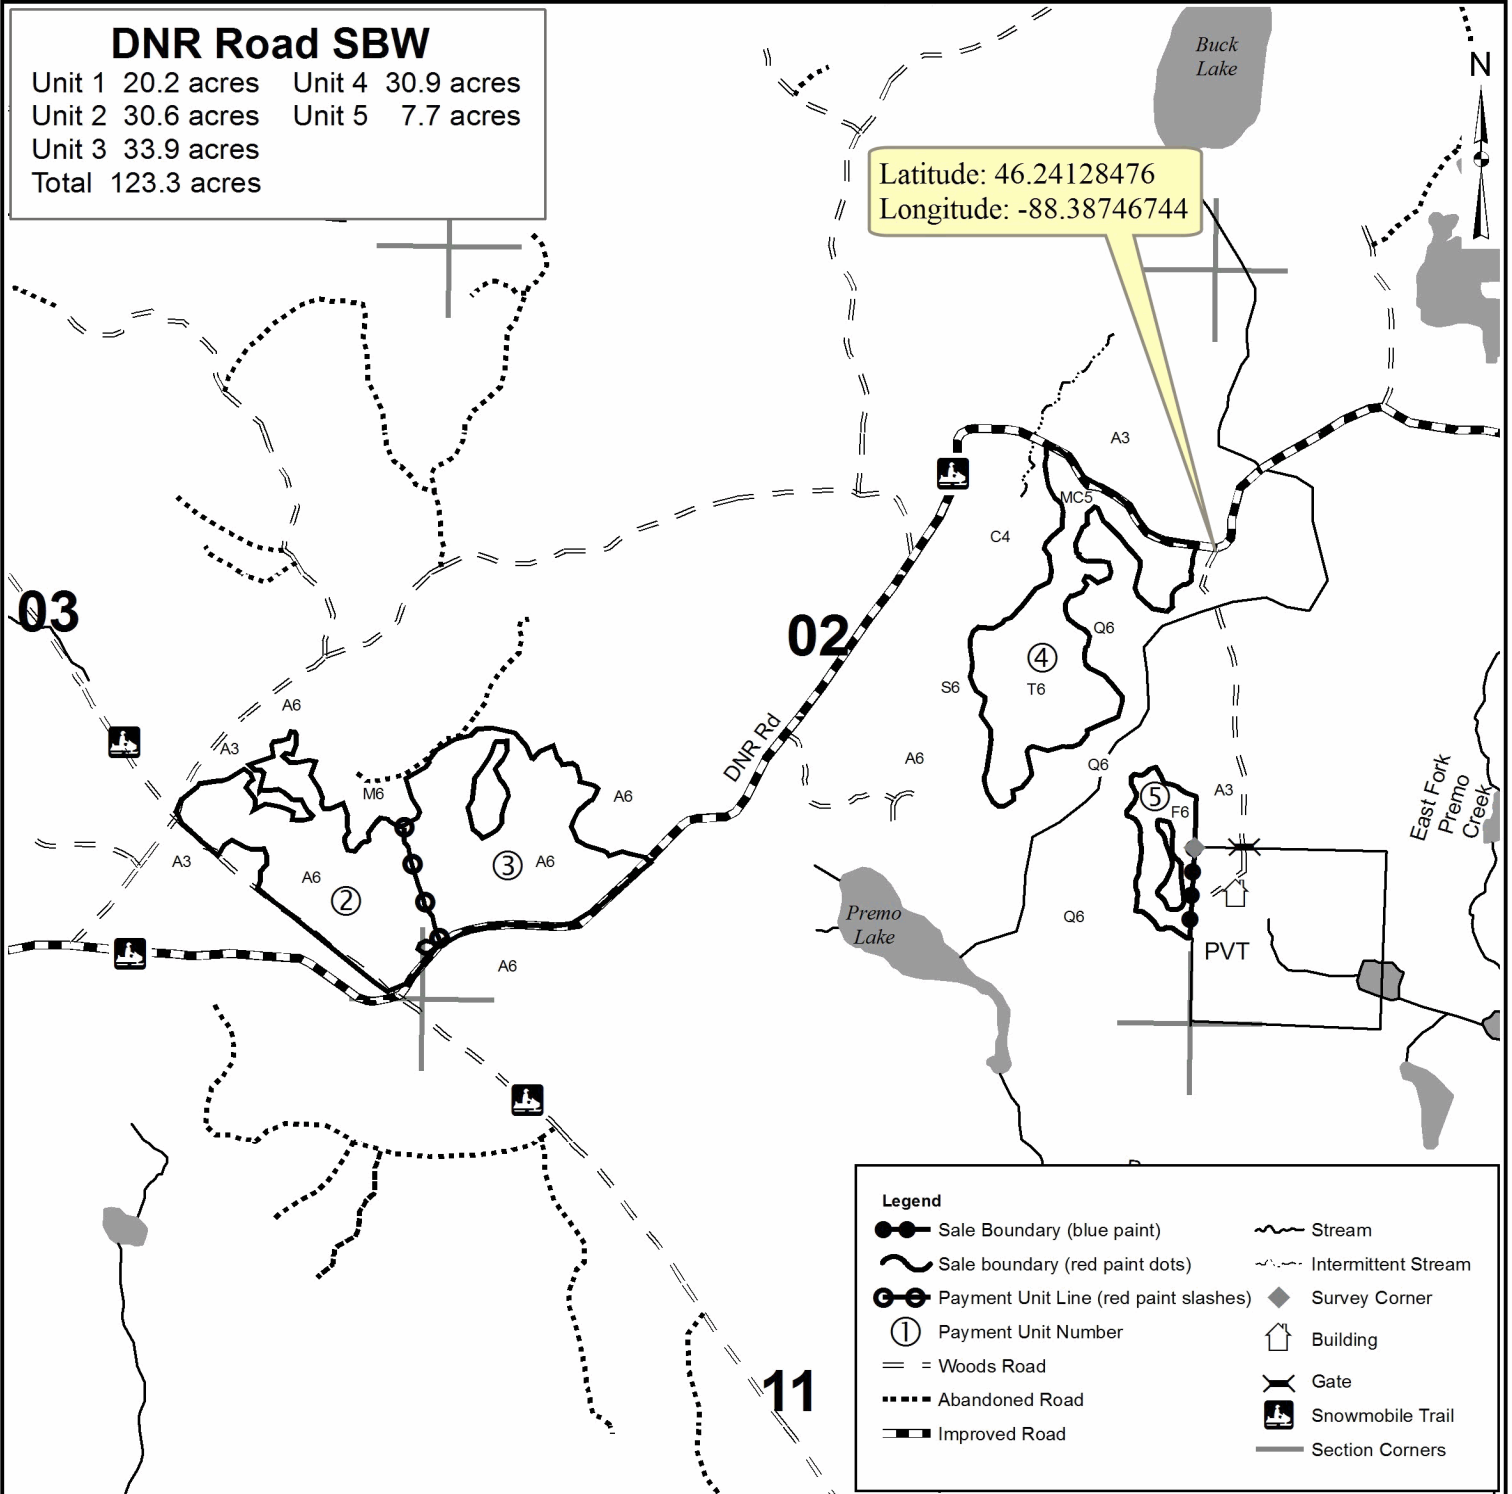 DNR Road SBW
Unit 1 20.2 acres Unit 4 30.9 acres
Unit 2 30.6 acres Unit 5 7.7 acres
Unit 3 33.9 acres
Total 123.3 acres
Buck
Lake
N
Latitude: 46.24128476
Longitude: -88.38746744
A3
MC5
C4
03
02
Q6
4
S6
T6
A6
A3
DNR Rd
A6
Q6
M6
A6
5
F6
A3
East Fork
Premo
Creek
A3
A6
2
3
A6
Premo
Lake
Q6
A6
PVT
11
Legend
Sale Boundary (blue paint)
Sale boundary (red paint dots)
Payment Unit Line (red paint slashes)
1 Payment Unit Number
Woods Road
Abandoned Road
Improved Road
Stream
Intermittent Stream
Survey Corner
Building
Gate
Snowmobile Trail
Section Corners